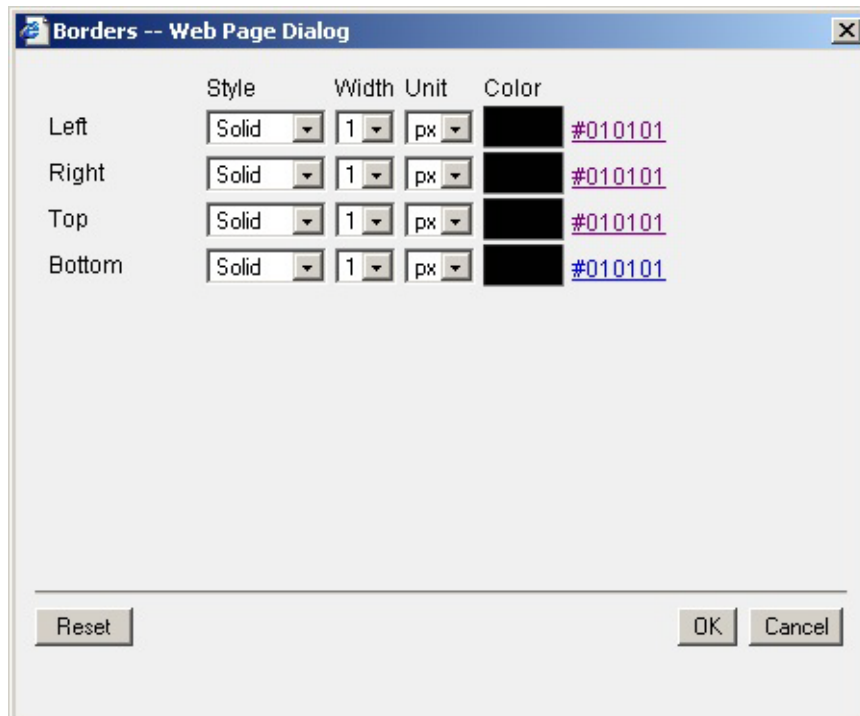 Borders -- Web Page Dialog
Style Width Unit Color
Left Solid 1 px #010101
Right Solid 1 px #010101
Top Solid 1 px #010101
Bottom Solid 1 px #010101
Reset OK Cancel